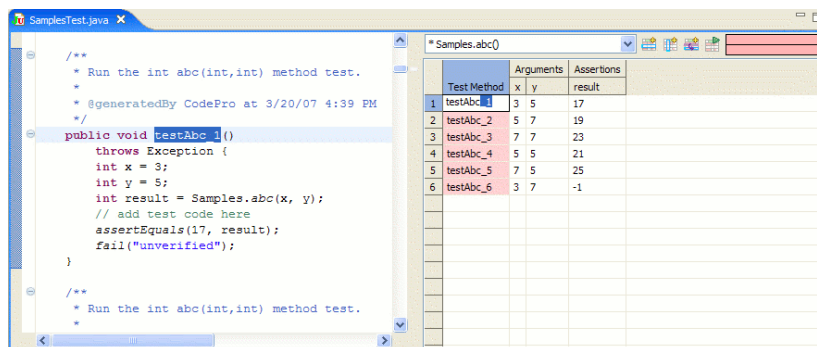 SamplesTest.java
/**
* Run the int abc(int,int) method test.
*
* @generatedBy CodePro at 3/20/07 4:39 PM
*/
public void testAbc_1()
throws Exception {
int x = 3;
int y = 5;
int result = Samples.abc(x, y);
// add test code here
assertEquals(17, result);
fail("unverified");
}
/**
* Run the int abc(int,int) method test.
*
* Samples.abc()
Arguments Assertions
Test Method x y result
1 testAbc_1 3 5 17
2 testAbc_2 5 7 19
3 testAbc_3 7 7 23
4 testAbc_4 5 5 21
5 testAbc_5 7 5 25
6 testAbc_6 3 7 -1